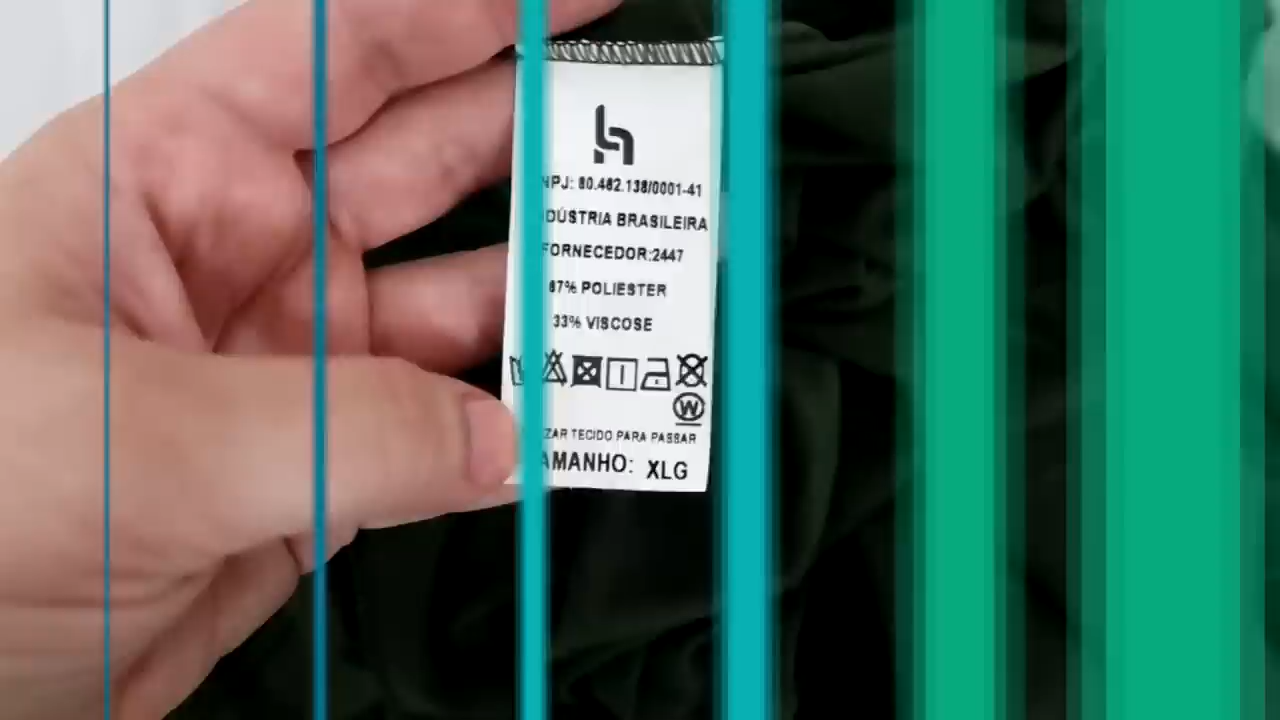 NPJ: 80.462.138/0001-41
DÚSTRIA BRASILEIRA
FORNECEDOR:2447
67% POLIESTER
33% VISCOSE
ZAR TECIDO PARA PASSAR
AMANHO: XLG